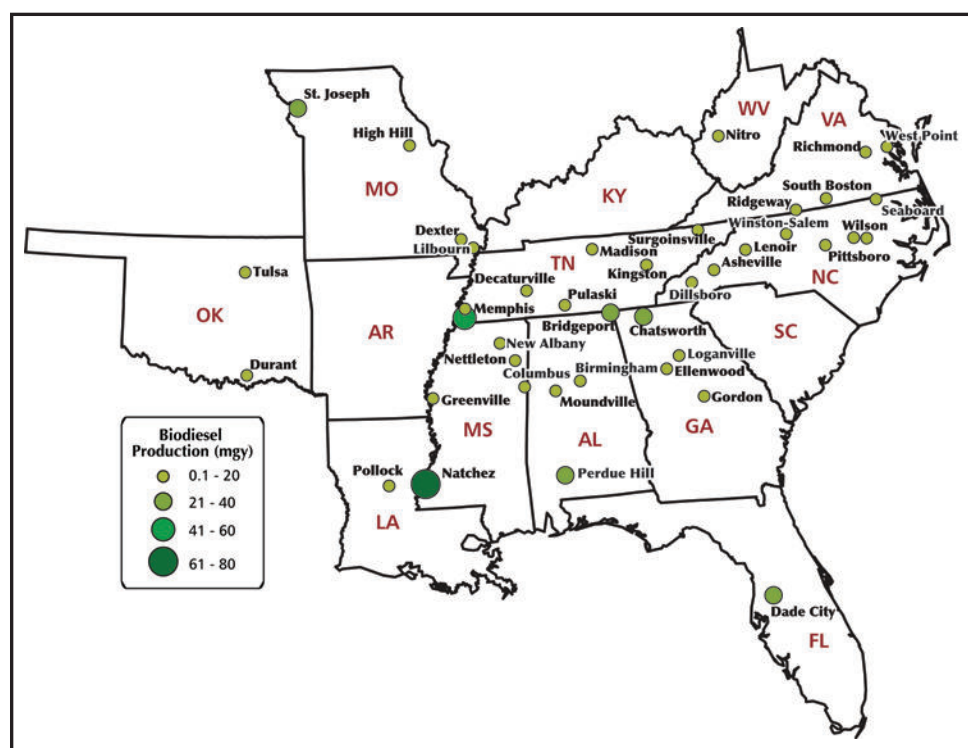 St. Joseph
WV
VA
High Hill
Nitro
West Point
Richmond
MO
KY
South Boston
Ridgeway
Seaboard
Dexter
Lilbourn
Surgoinsville
Winston-Salem
Wilson
Madison
Lenoir
Pittsboro
Tulsa
Decaturville
TN
Kingston
Asheville
NC
OK
Pulaski
Dillsboro
Memphis
AR
Bridgeport
Chatsworth
SC
New Albany
Durant
Nettleton
Loganville
Columbus
Birmingham
Ellenwood
Greenville
Moundville
Gordon
MS
GA
AL
Biodiesel
Production (mgy)
0.1 - 20
21 - 40
41 - 60
61 - 80
Pollock
Natchez
Perdue Hill
LA
Dade City
FL